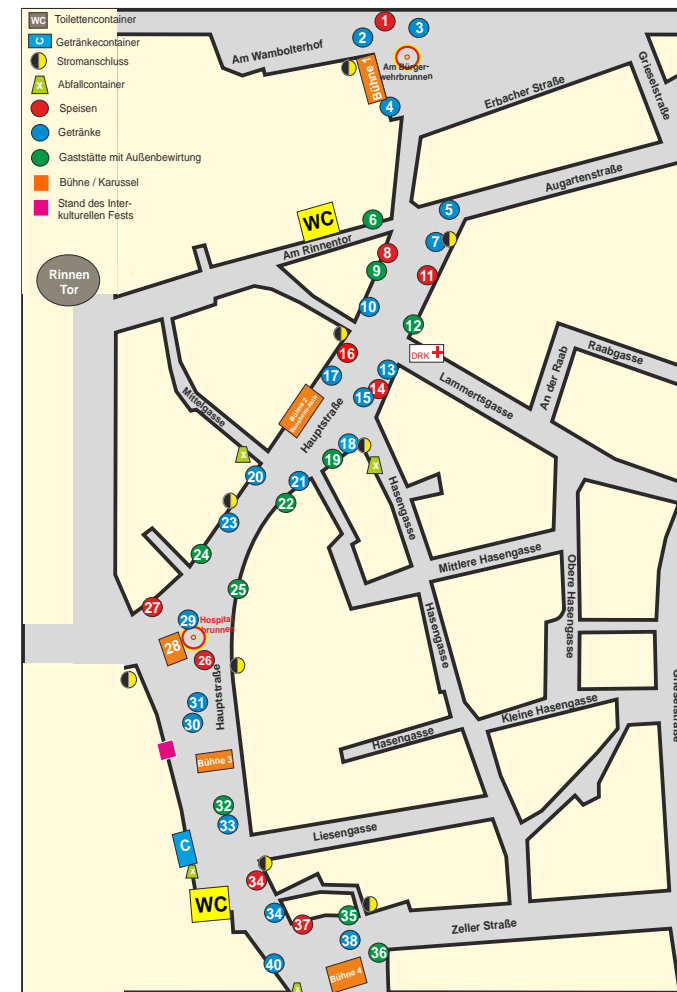 WC Toilettencontainer
C Getränkecontainer
Stromanschluss
x Abfallcontainer
Speisen
Getränke
Gaststätte mit Außenbewirtung
Bühne / Karussel
Stand des Inter-
kulturellen Fests
1
2
3
Am Wambolterhof
Am Bürger-
wehrbrunnen
Bühne 1
4
Erbacher Straße
Grieselstraße
Augartenstraße
5
6
WC
7
Am Rinnentor
8
9
11
Rinnen
Tor
10
12
DRK
16
13
17
14
15
Raabgasse
An der Raab
Lammertsgasse
Mittelgasse
Bühne 2
Hauptstraße
18
19
x
x
20
21
22
23
Hasengasse
24
Mittlere Hasengasse
Obere Hasengasse
25
27
29
Hospital-
brunnen
28
26
Hasengasse
Hauptstraße
31
30
Kleine Hasengasse
Hasengasse
Grieselstraße
Bühne 3
32
33
Liesengasse
C
x
34
WC
34
35
37
38
36
Zeller Straße
40
Bühne 4
x